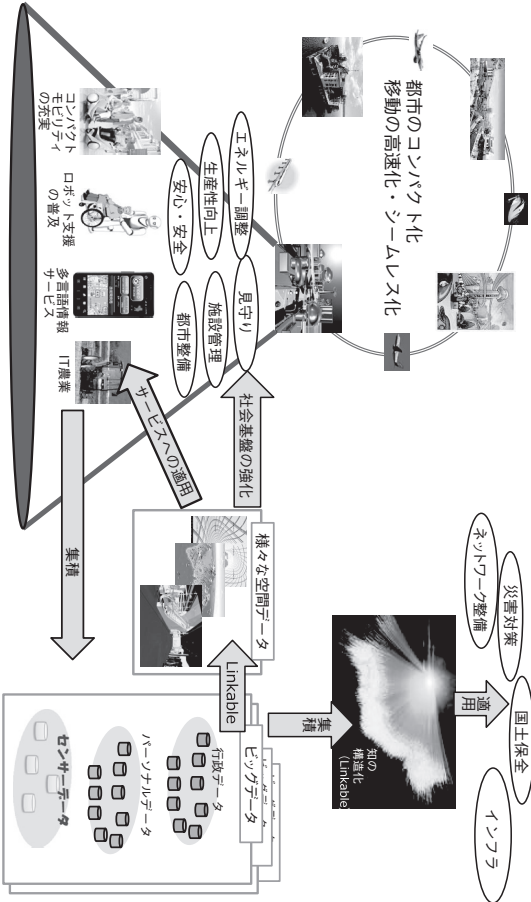 都市のコンパクト化
移動の高速化・シームレス化
災害対策
国土保全
ネットワーク整備
インフラ
適用
知の
構造化
(Linkable)
集積
エネルギー調整
見守り
生産性向上
施設管理
安心・安全
都市整備
社会基盤の強化
サービスへの適用
様々な空間データ
Linkable
コンパクト
モビリティ
の充実
ロボット支援
の普及
多言語情報
サービス
IT農業
集積
ビッグデータ
行政データ
パーソナルデータ
センサーデータ